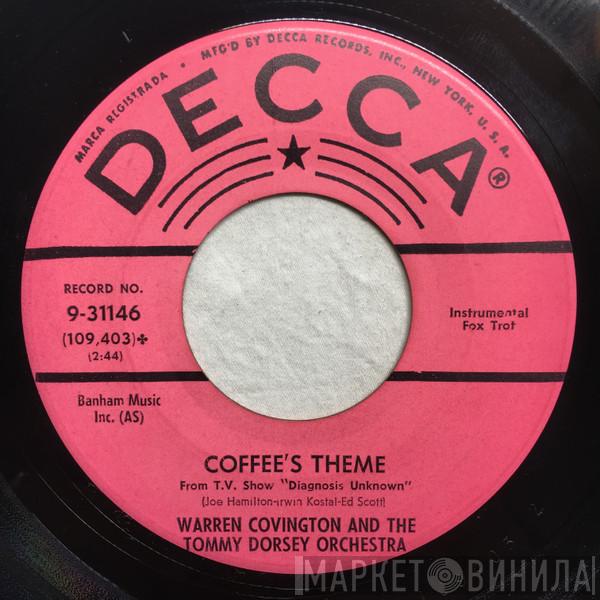 MARCA REGISTRADA • MFG'D BY DECCA RECORDS, INC., NEW YORK, U. S. A.
DECCA®
RECORD NO.
9-31146
(109,403)✤
(2:44)
Instrumental
Fox Trot
Banham Music
Inc. (AS)
COFFEE'S THEME
From T.V. Show "Diagnosis Unknown"
(Joe Hamilton-Irwin Kostal-Ed Scott)
WARREN COVINGTON AND THE
TOMMY DORSEY ORCHESTRA
МАРКЕТ ВИНИЛА